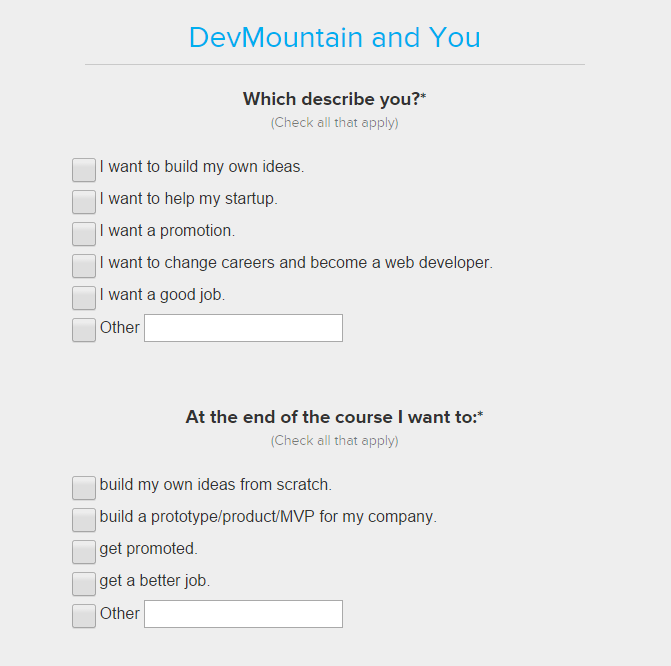 DevMountain and You
Which describe you?*
(Check all that apply)
I want to build my own ideas.
I want to help my startup.
I want a promotion.
I want to change careers and become a web developer.
I want a good job.
Other
At the end of the course I want to:*
(Check all that apply)
build my own ideas from scratch.
build a prototype/product/MVP for my company.
get promoted.
get a better job.
Other